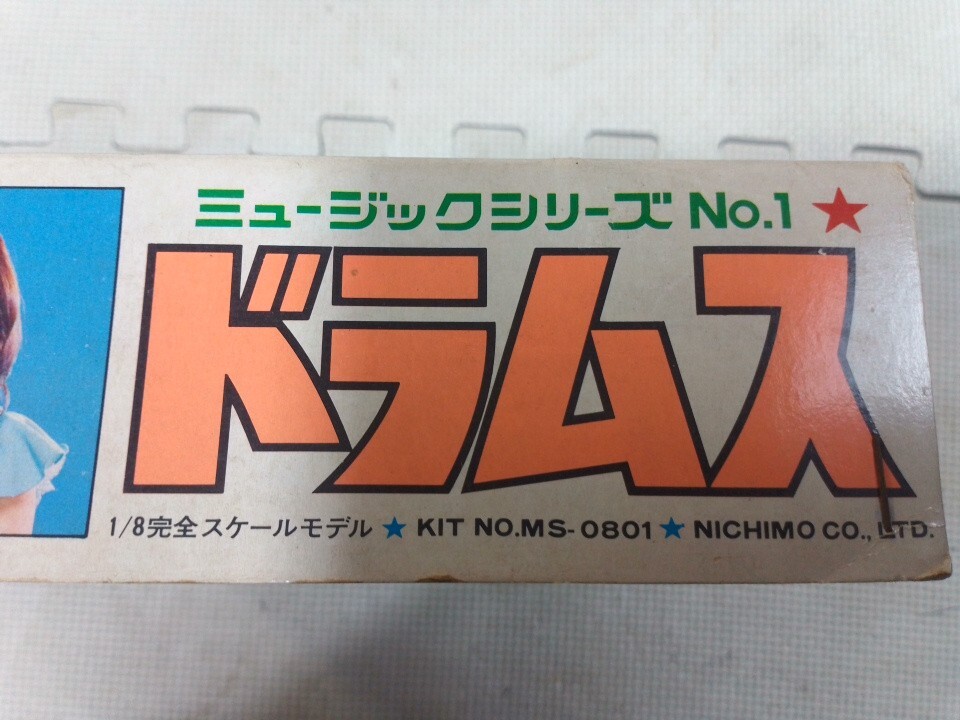 ミュージックシリーズ No.1 ★
ドラムス
1/8完全スケールモデル ★ KIT NO.MS-0801 ★ NICHIMO CO., LTD.